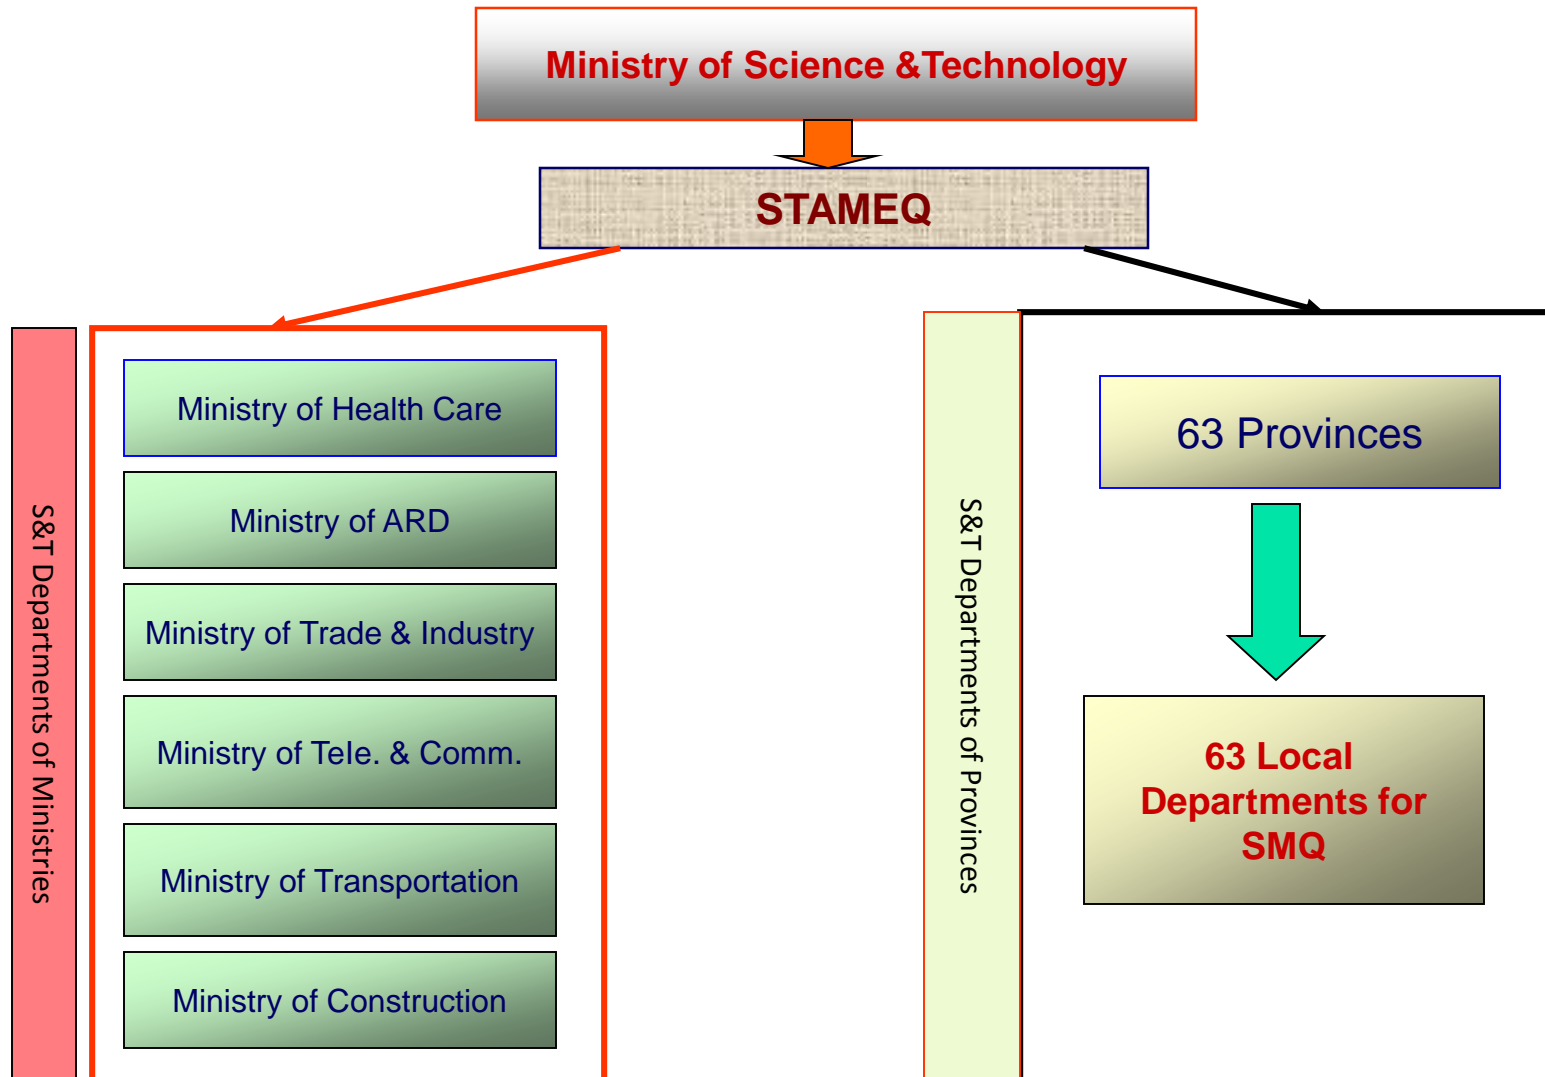 Ministry of Science &Technology
STAMEQ
S&T Departments of Ministries
Ministry of Health Care
Ministry of ARD
Ministry of Trade & Industry
Ministry of Tele. & Comm.
Ministry of Transportation
Ministry of Construction
S&T Departments of Provinces
63 Provinces
63 Local
Departments for
SMQ